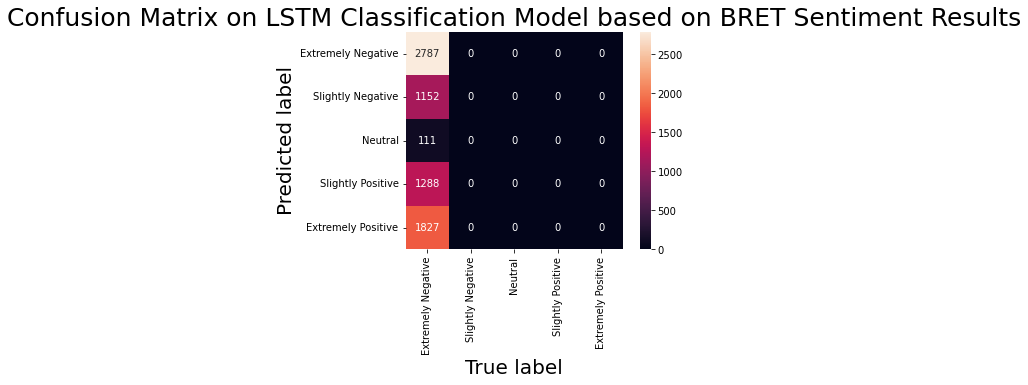 Confusion Matrix on LSTM Classification Model based on BRET Sentiment Results
Predicted label
Extremely Negative 2787 0 0 0 0
Slightly Negative 1152 0 0 0 0
Neutral 111 0 0 0 0
Slightly Positive 1288 0 0 0 0
Extremely Positive 1827 0 0 0 0
Extremely Negative
Slightly Negative
Neutral
Slightly Positive
Extremely Positive
True label
2500
2000
1500
1000
500
0